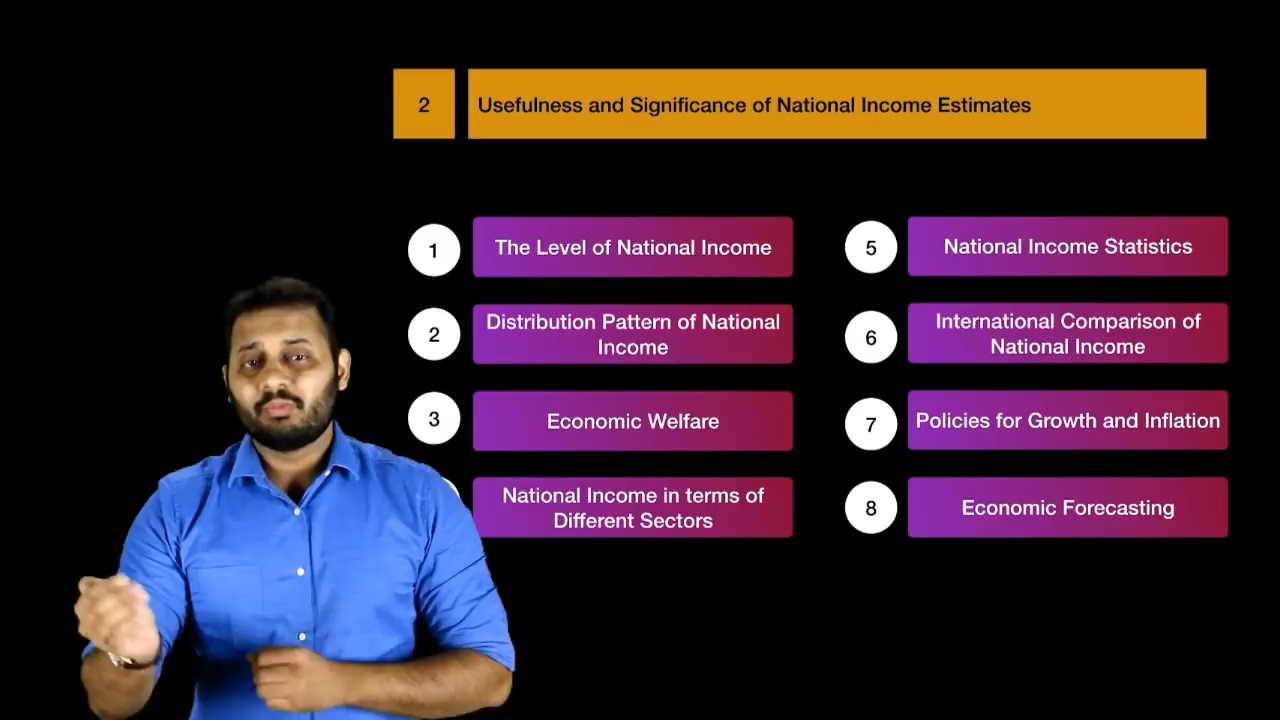 2
Usefulness and Significance of National Income Estimates
1
The Level of National Income
2
Distribution Pattern of National
Income
3
Economic Welfare
National Income in terms of
Different Sectors
5
National Income Statistics
6
International Comparison of
National Income
7
Policies for Growth and Inflation
8
Economic Forecasting